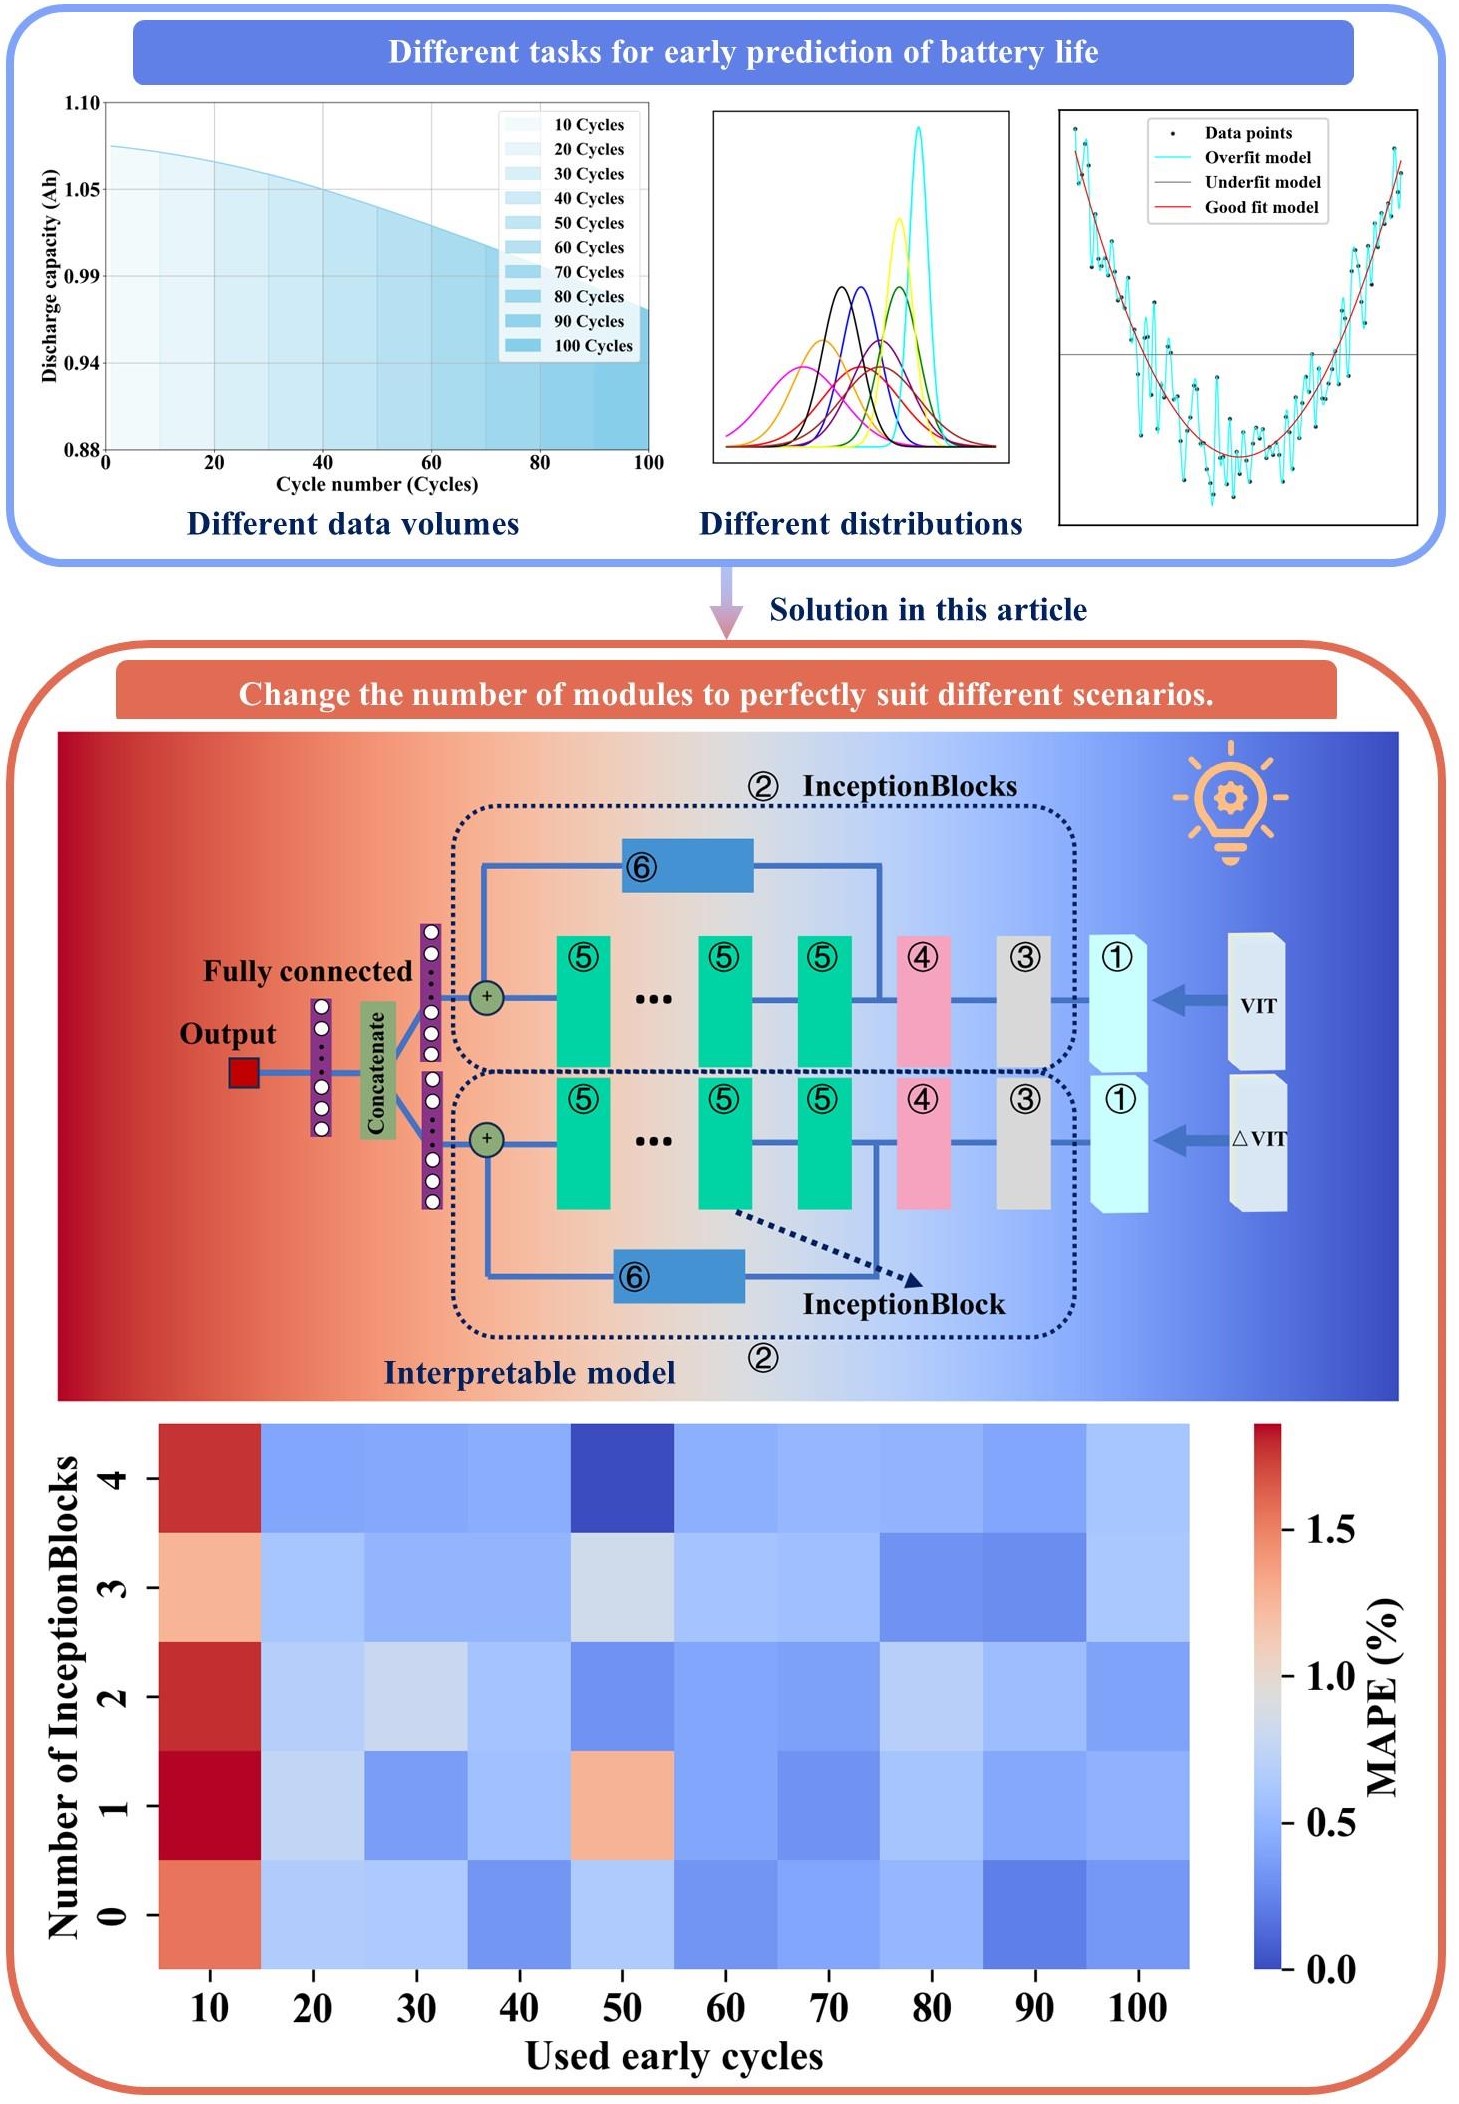 Different tasks for early prediction of battery life
1.10
1.05
0.99
0.94
0.88
Discharge capacity (Ah)
10 Cycles
20 Cycles
30 Cycles
40 Cycles
50 Cycles
60 Cycles
70 Cycles
80 Cycles
90 Cycles
100 Cycles
0 20 40 60 80 100
Cycle number (Cycles)
Different data volumes
Different distributions
Data points
Overfit model
Underfit model
Good fit model
Solution in this article
Change the number of modules to perfectly suit different scenarios.
② InceptionBlocks
⑥
Fully connected
Output
Concatenate
+
⑤ ... ⑤ ⑤ ④ ③ ① VIT
+
⑤ ... ⑤ ⑤ ④ ③ ① △VIT
⑥
InceptionBlock
②
Interpretable model
Number of InceptionBlocks
4
3
2
1
0
10 20 30 40 50 60 70 80 90 100
Used early cycles
1.5
1.0
0.5
0.0
MAPE (%)